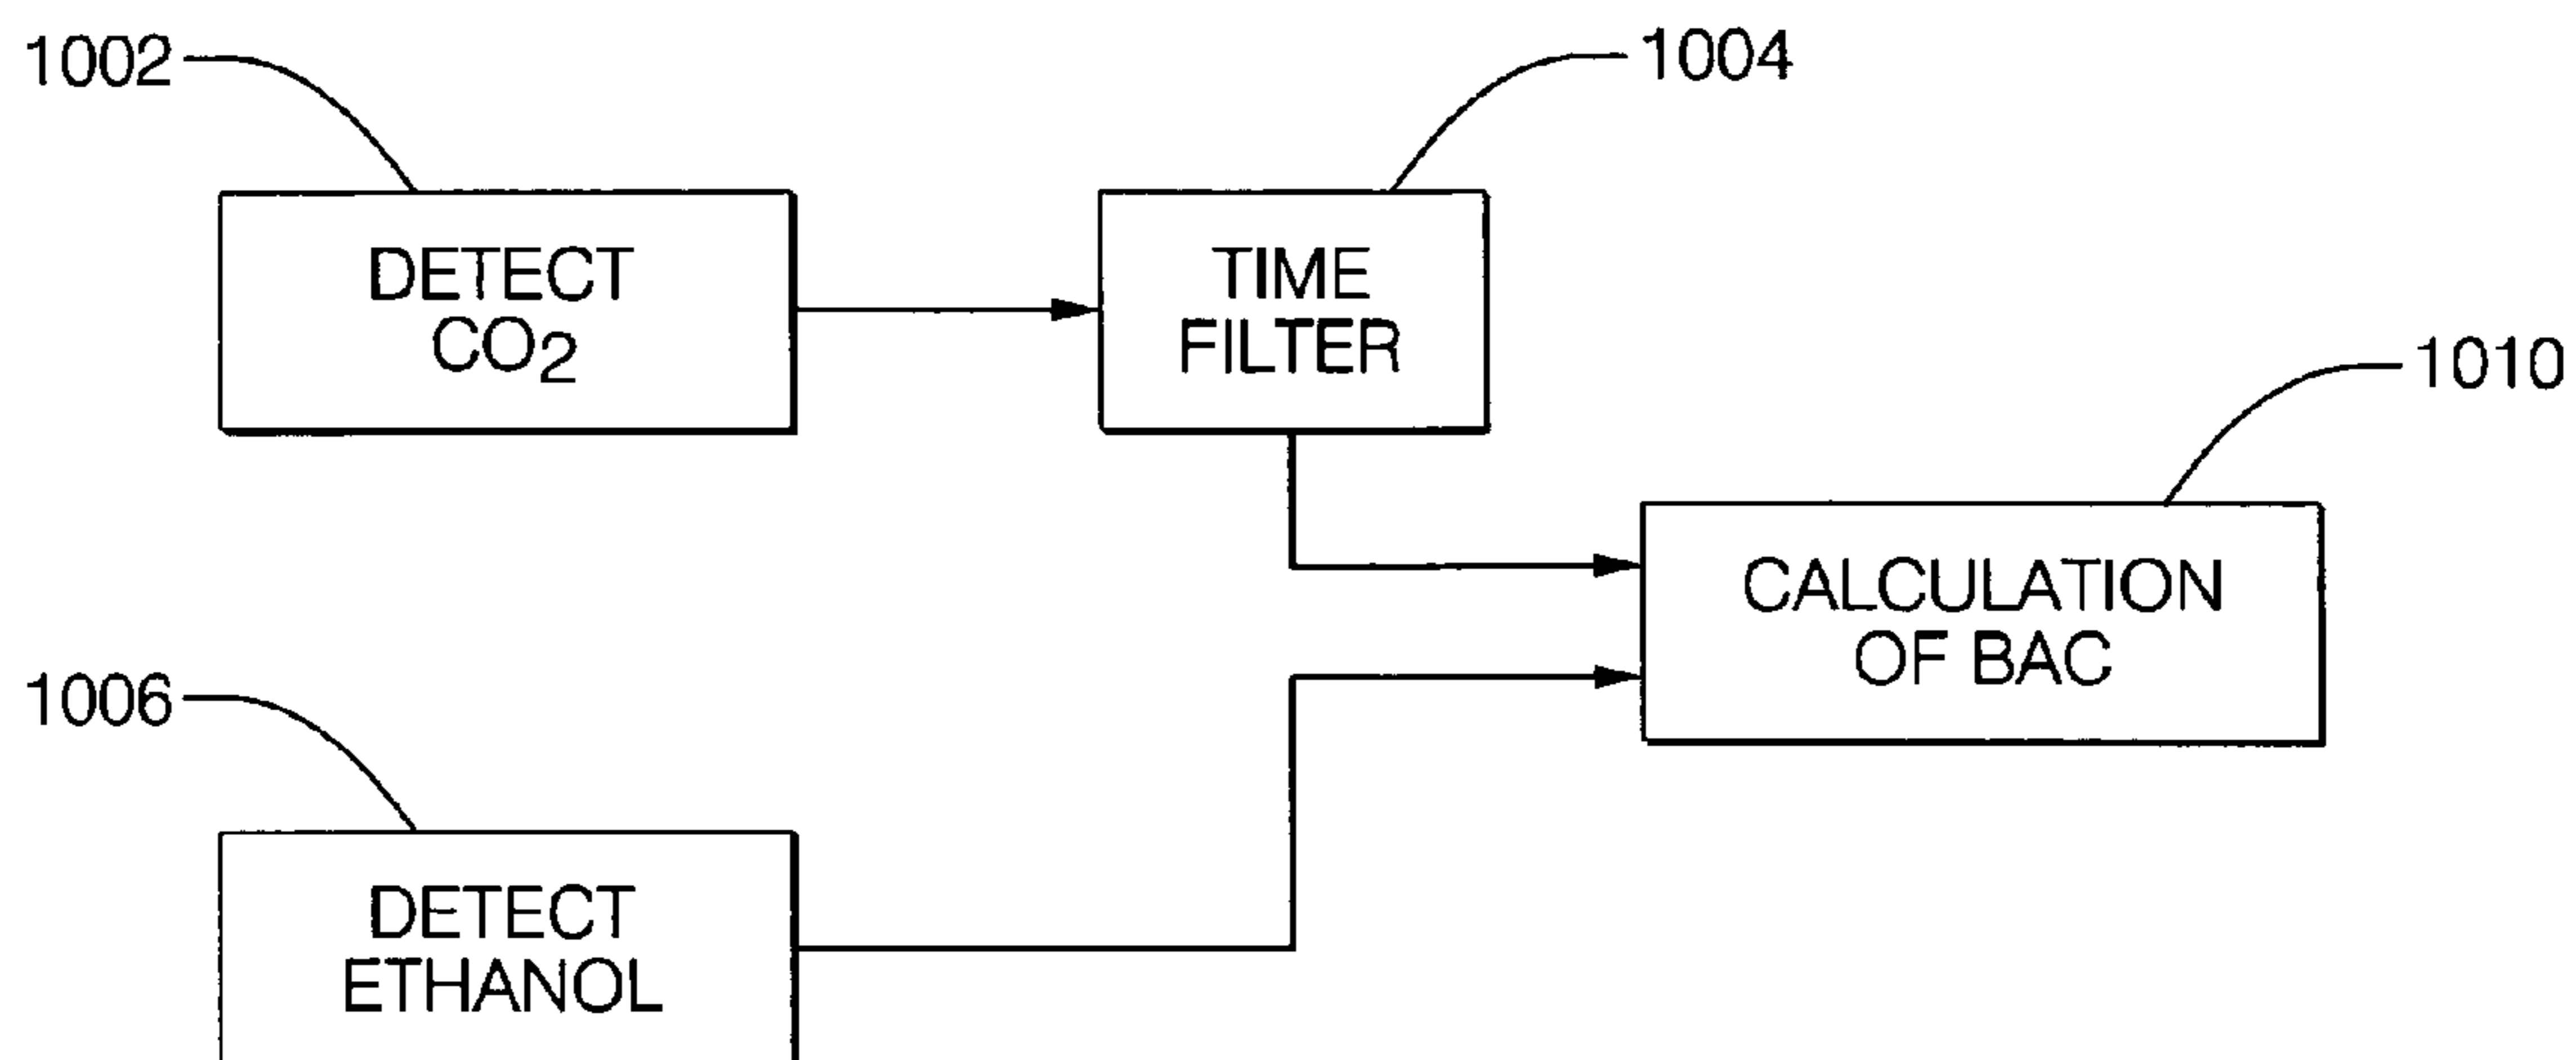 1002
1004
DETECT
CO2
TIME
FILTER
1010
CALCULATION
OF BAC
1006
DETECT
ETHANOL